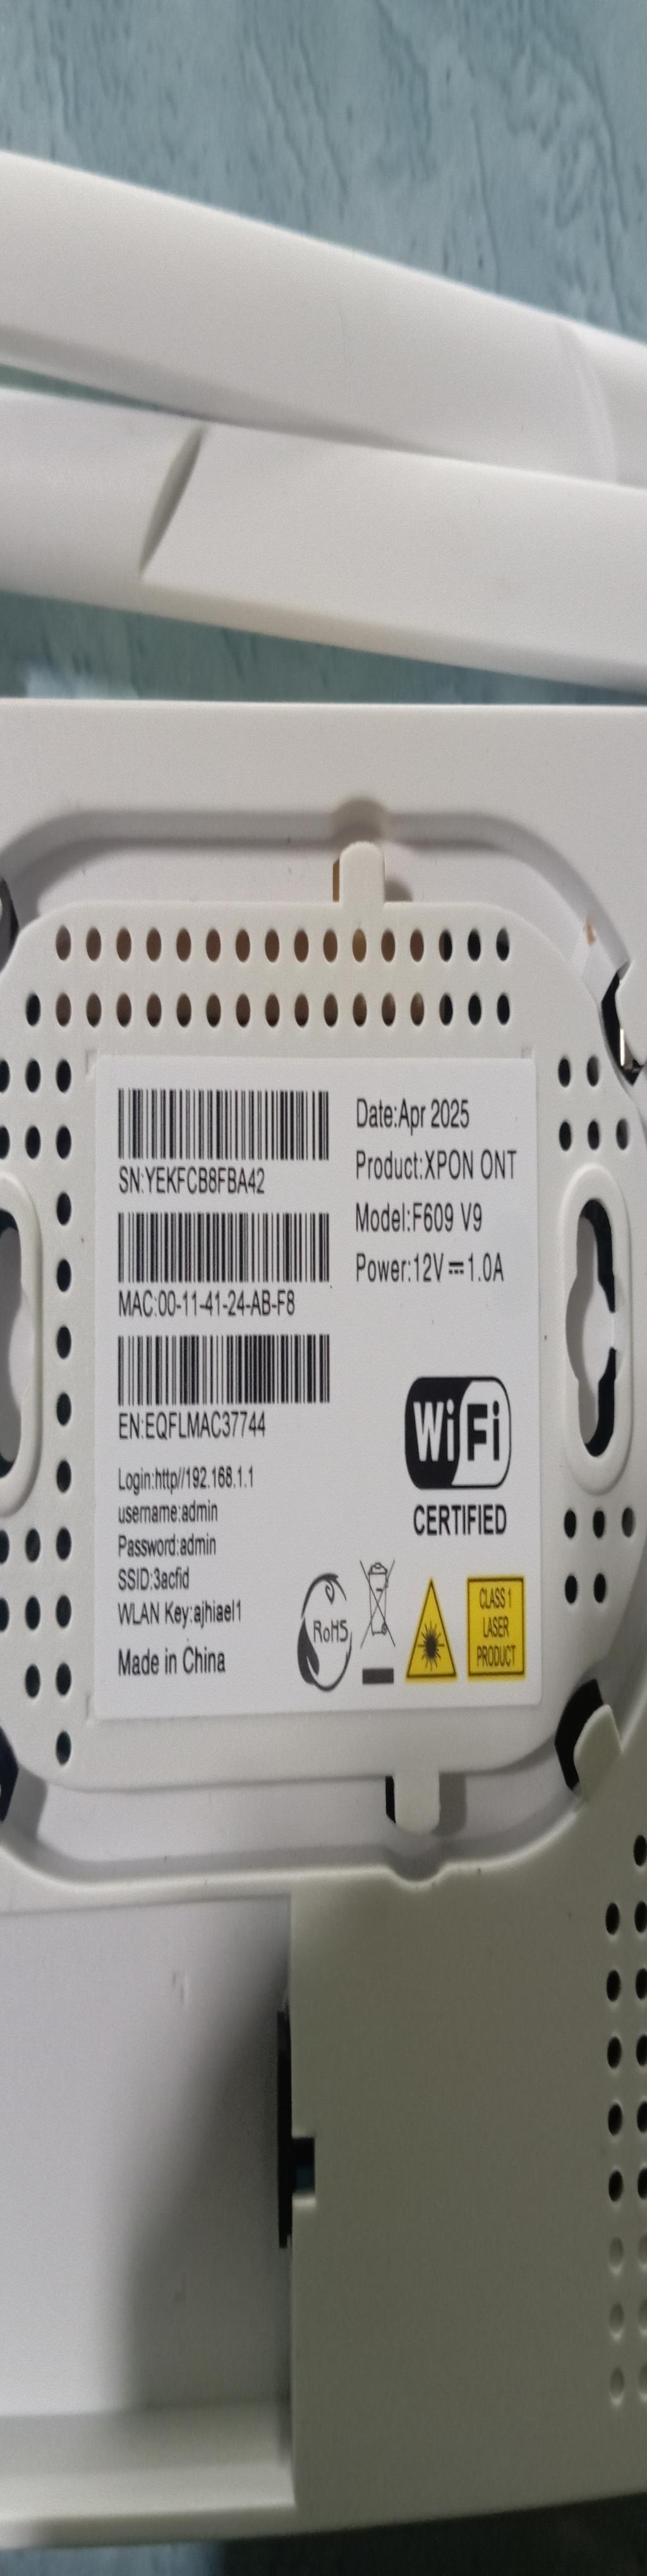 SN:YEKFCB8FBA42
MAC:00-11-41-24-AB-F8
EN:EQFLMAC37744
Login:http//192.168.1.1
username:admin
Password:admin
SSID:3acfid
WLAN Key:ajhiael1
Made in China
Date:Apr 2025
Product:XPON ONT
Model:F609 V9
Power:12V⎓1.0A
WiFi
CERTIFIED
RoHS
CLASS 1
LASER
PRODUCT